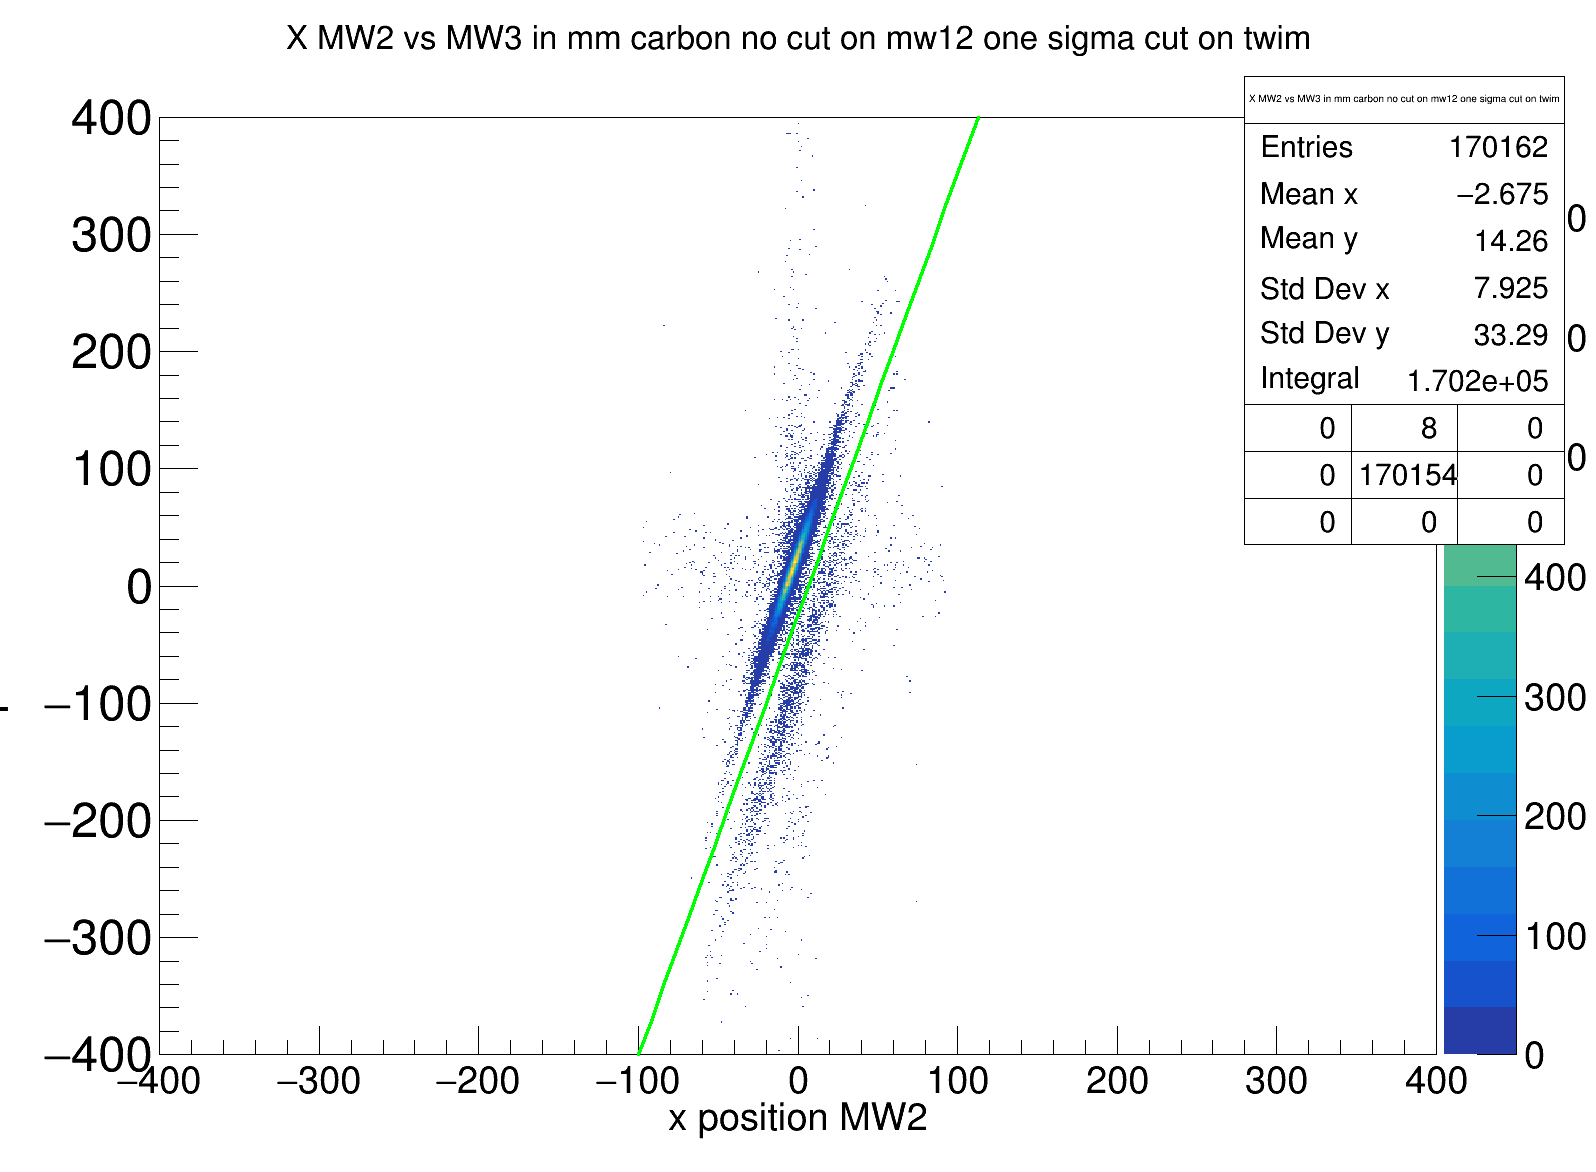 X MW2 vs MW3 in mm carbon no cut on mw12 one sigma cut on twim
X MW2 vs MW3 in mm carbon no cut on mw12 one sigma cut on twim
Entries 170162
Mean x −2.675
Mean y 14.26
Std Dev x 7.925
Std Dev y 33.29
Integral 1.702e+05
0 8 0
0 170154 0
0 0 0
400
300
200
100
0
−100
−200
−300
−400
−400 −300 −200 −100 0 100 200 300 400
x position MW2
0
0
0
400
300
200
100
0